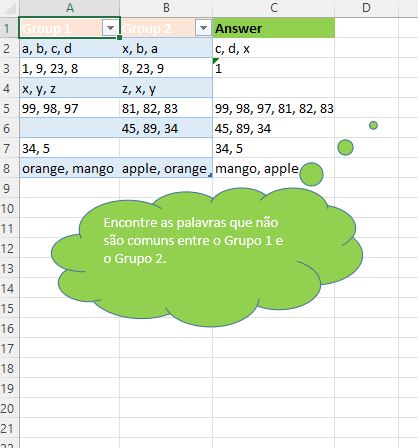 A B C D
1 Group 1 Group 2 Answer
2 a, b, c, d x, b, a c, d, x
3 1, 9, 23, 8 8, 23, 9 1
4 x, y, z z, x, y
5 99, 98, 97 81, 82, 83 99, 98, 97, 81, 82, 83
6 45, 89, 34 45, 89, 34
7 34, 5 34, 5
8 orange, mango apple, orange mango, apple
9
10 Encontre as palavras que não
11 são comuns entre o Grupo 1 e
12 o Grupo 2.
13
14
15
16
17
18
19
20
21